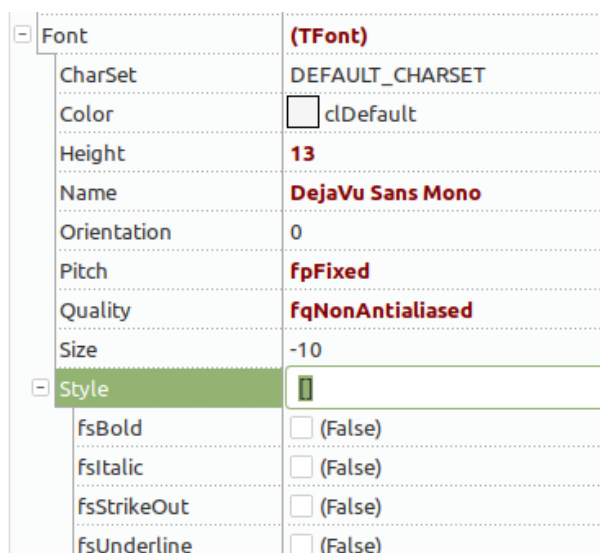 Font (TFont)
CharSet DEFAULT_CHARSET
Color clDefault
Height 13
Name DejaVu Sans Mono
Orientation 0
Pitch fpFixed
Quality fqNonAntialiased
Size -10
Style []
fsBold (False)
fsItalic (False)
fsStrikeOut (False)
fsUnderline (False)